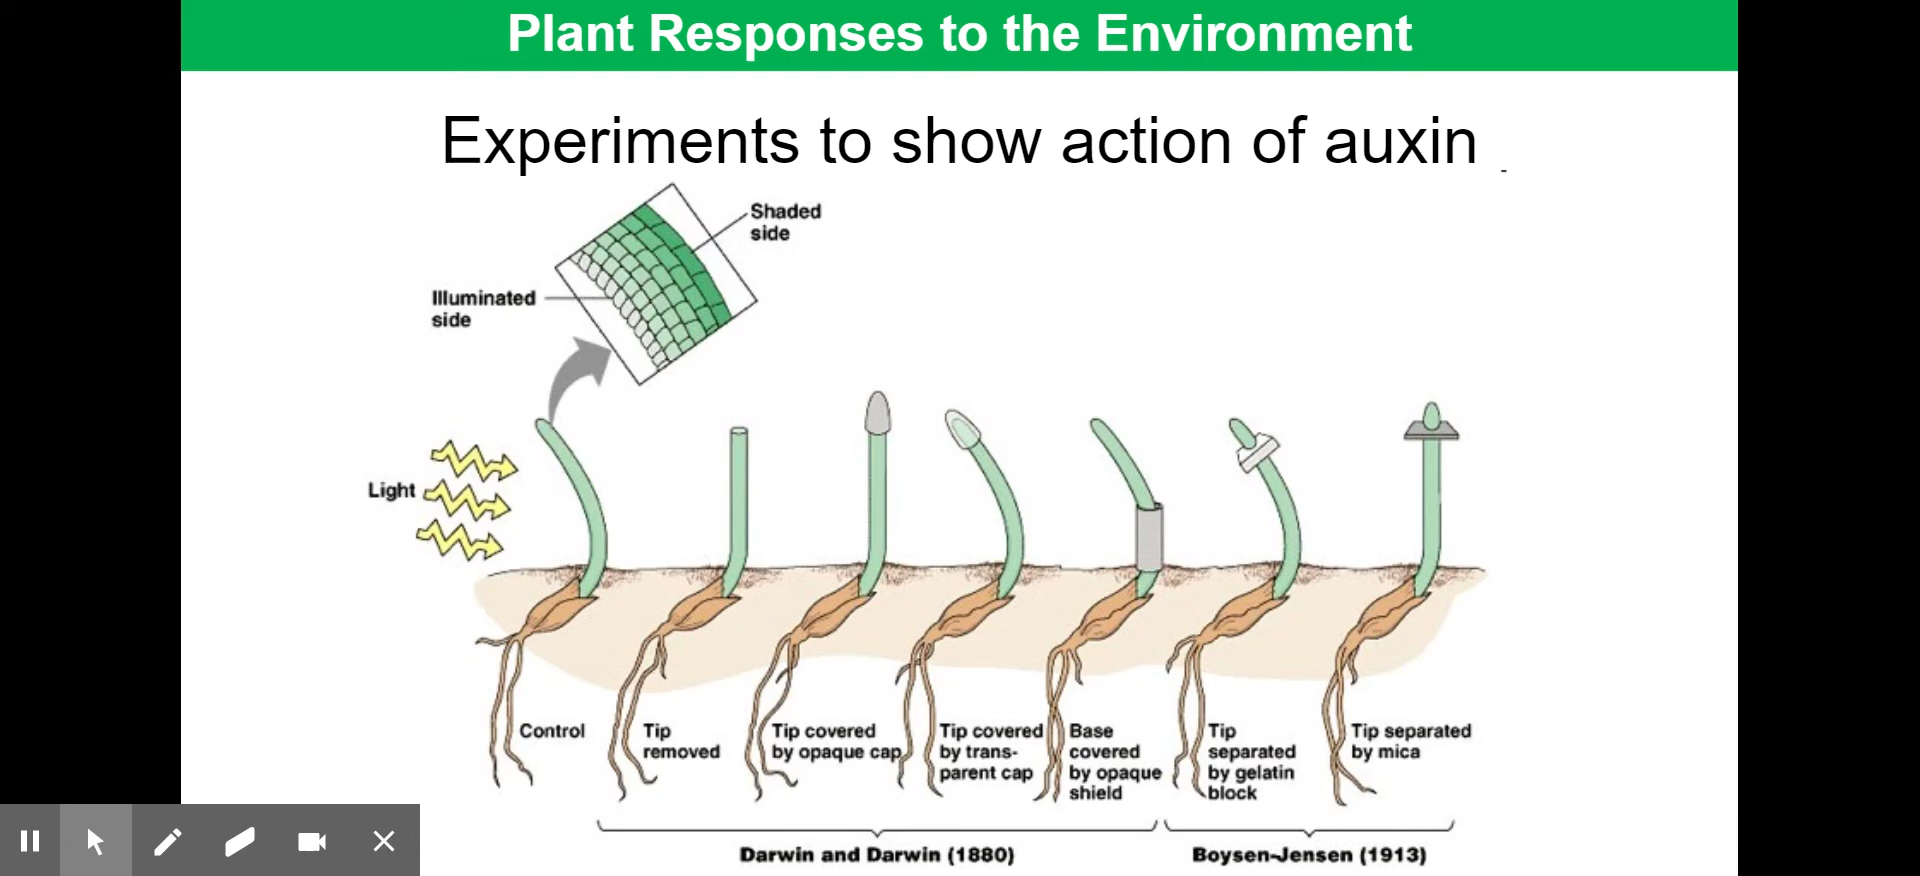 Plant Responses to the Environment
Experiments to show action of auxin
Shaded
side
Illuminated
side
Light
Control
Tip
removed
Tip covered
by opaque cap
Tip covered
by trans-
parent cap
Base
covered
by opaque
shield
Tip
separated
by gelatin
block
Tip separated
by mica
Darwin and Darwin (1880)
Boysen-Jensen (1913)